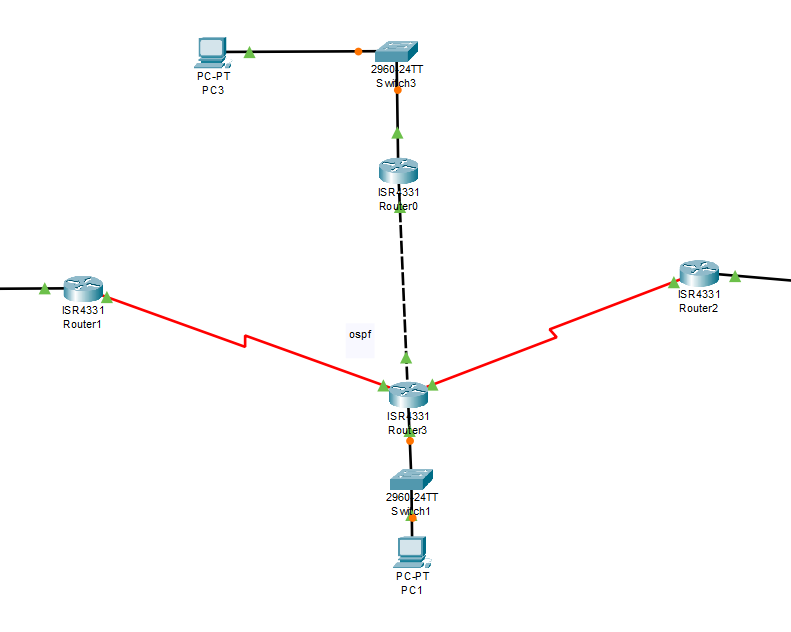 PC-PT
PC3
2960-24TT
Switch3
ISR4331
Router0
ISR4331
Router1
ISR4331
Router2
ospf
ISR4331
Router3
2960-24TT
Switch1
PC-PT
PC1